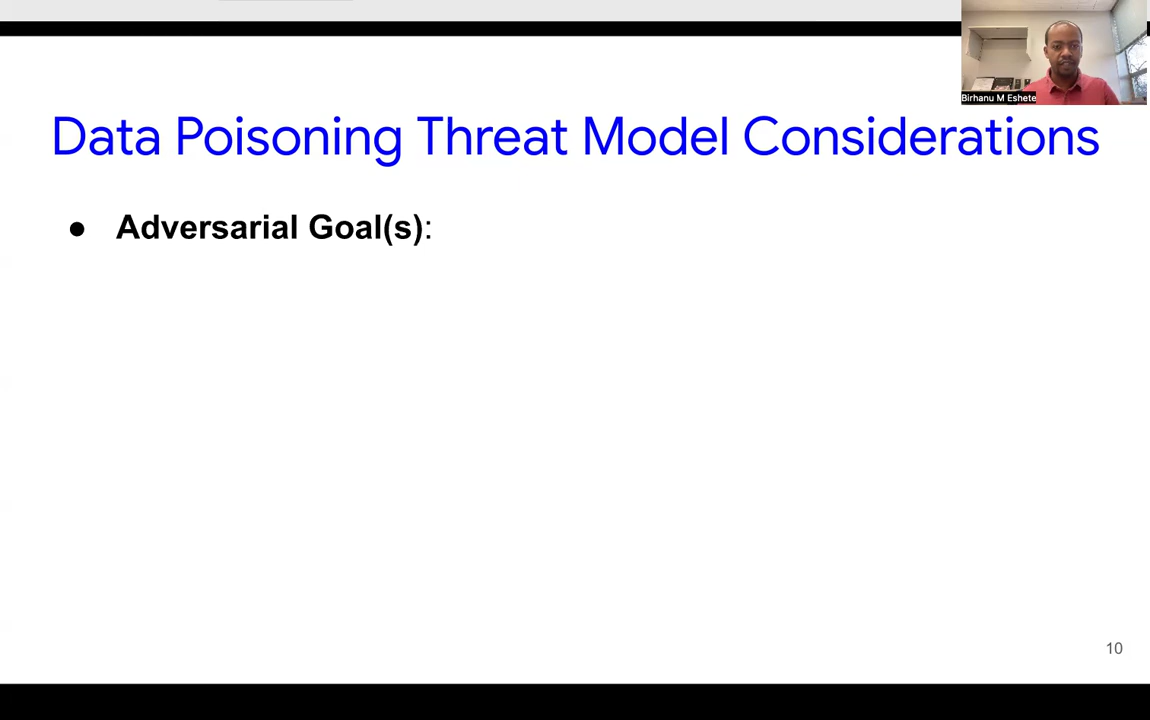 Birhanu M Eshete
Data Poisoning Threat Model Considerations
● Adversarial Goal(s):
10